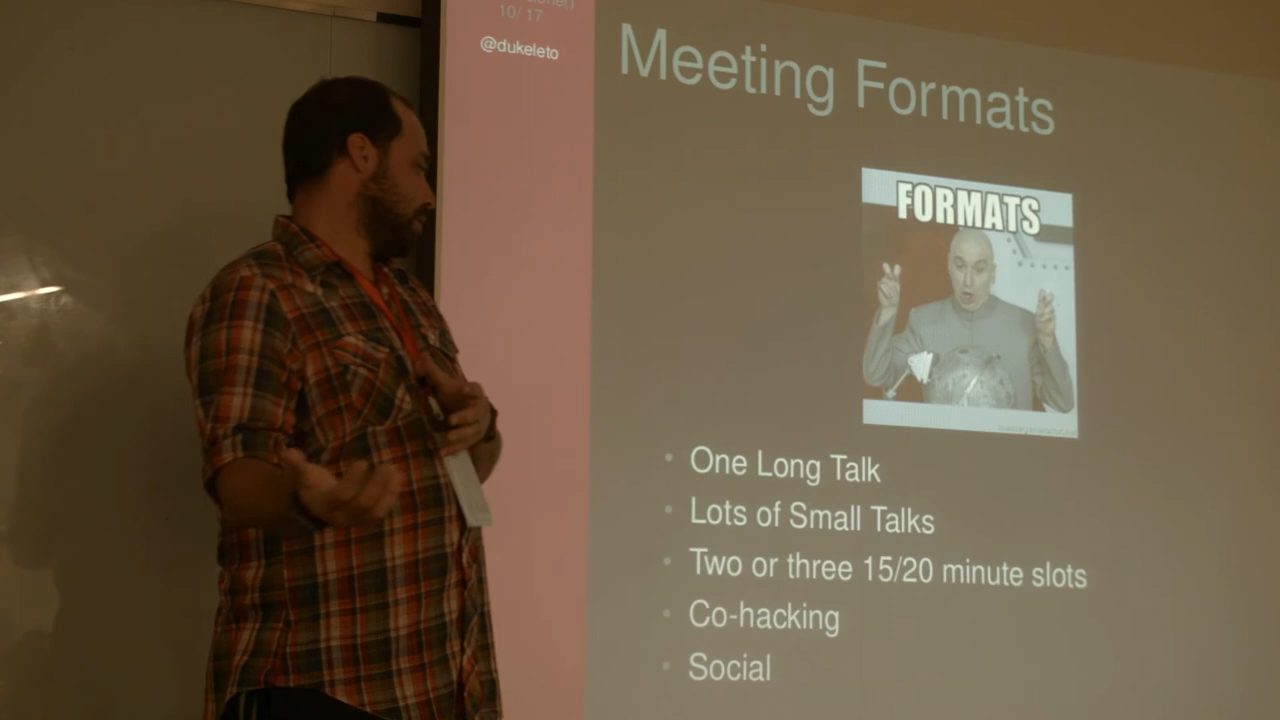 10/ 17
@dukeleto
Meeting Formats
FORMATS
• One Long Talk
• Lots of Small Talks
• Two or three 15/20 minute slots
• Co-hacking
• Social